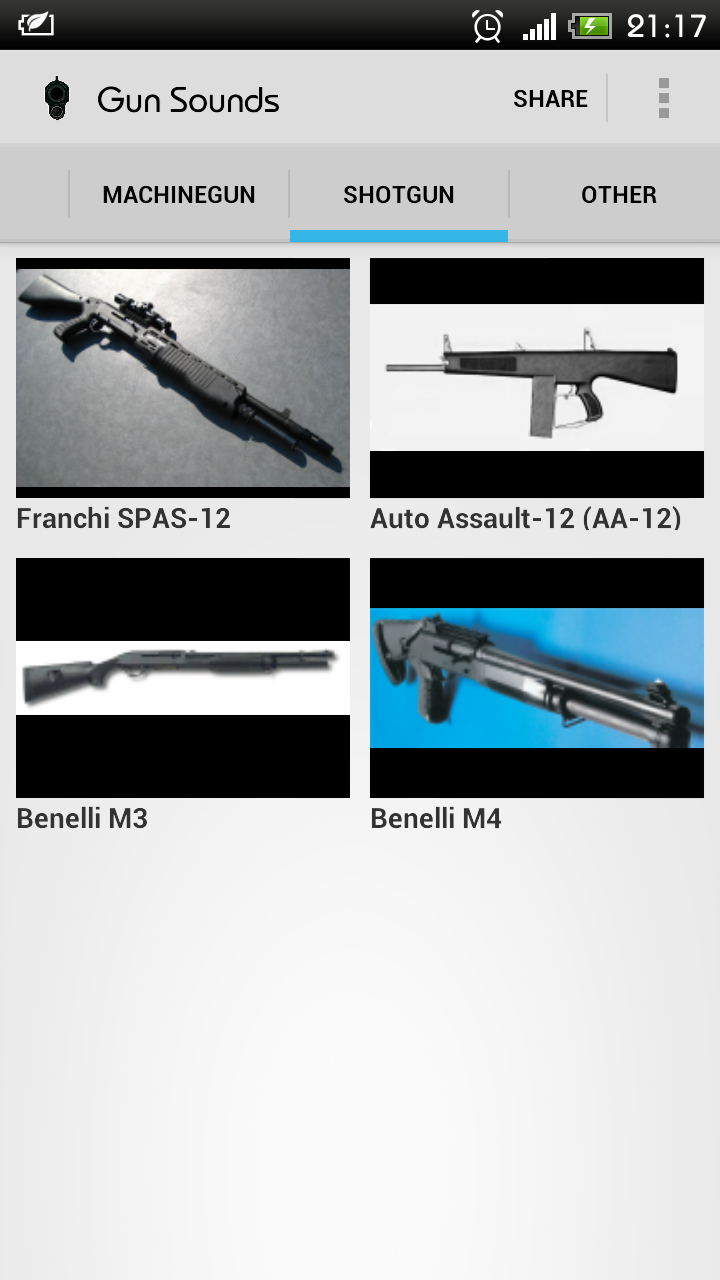 21:17
Gun Sounds
SHARE
MACHINEGUN
SHOTGUN
OTHER
Franchi SPAS-12
Auto Assault-12 (AA-12)
Benelli M3
Benelli M4